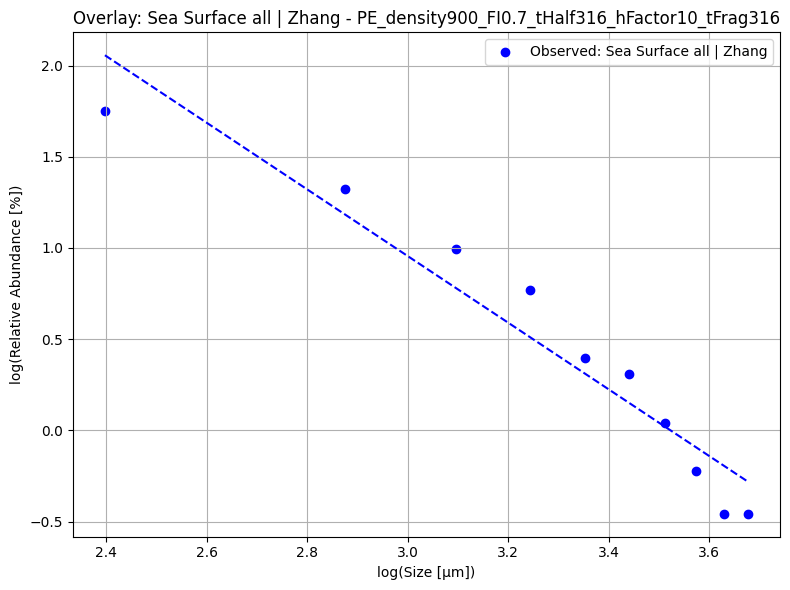 Overlay: Sea Surface all | Zhang - PE_density900_FI0.7_tHalf316_hFactor10_tFrag316
Observed: Sea Surface all | Zhang
log(Relative Abundance [%])
2.0
1.5
1.0
0.5
0.0
−0.5
2.4 2.6 2.8 3.0 3.2 3.4 3.6
log(Size [μm])